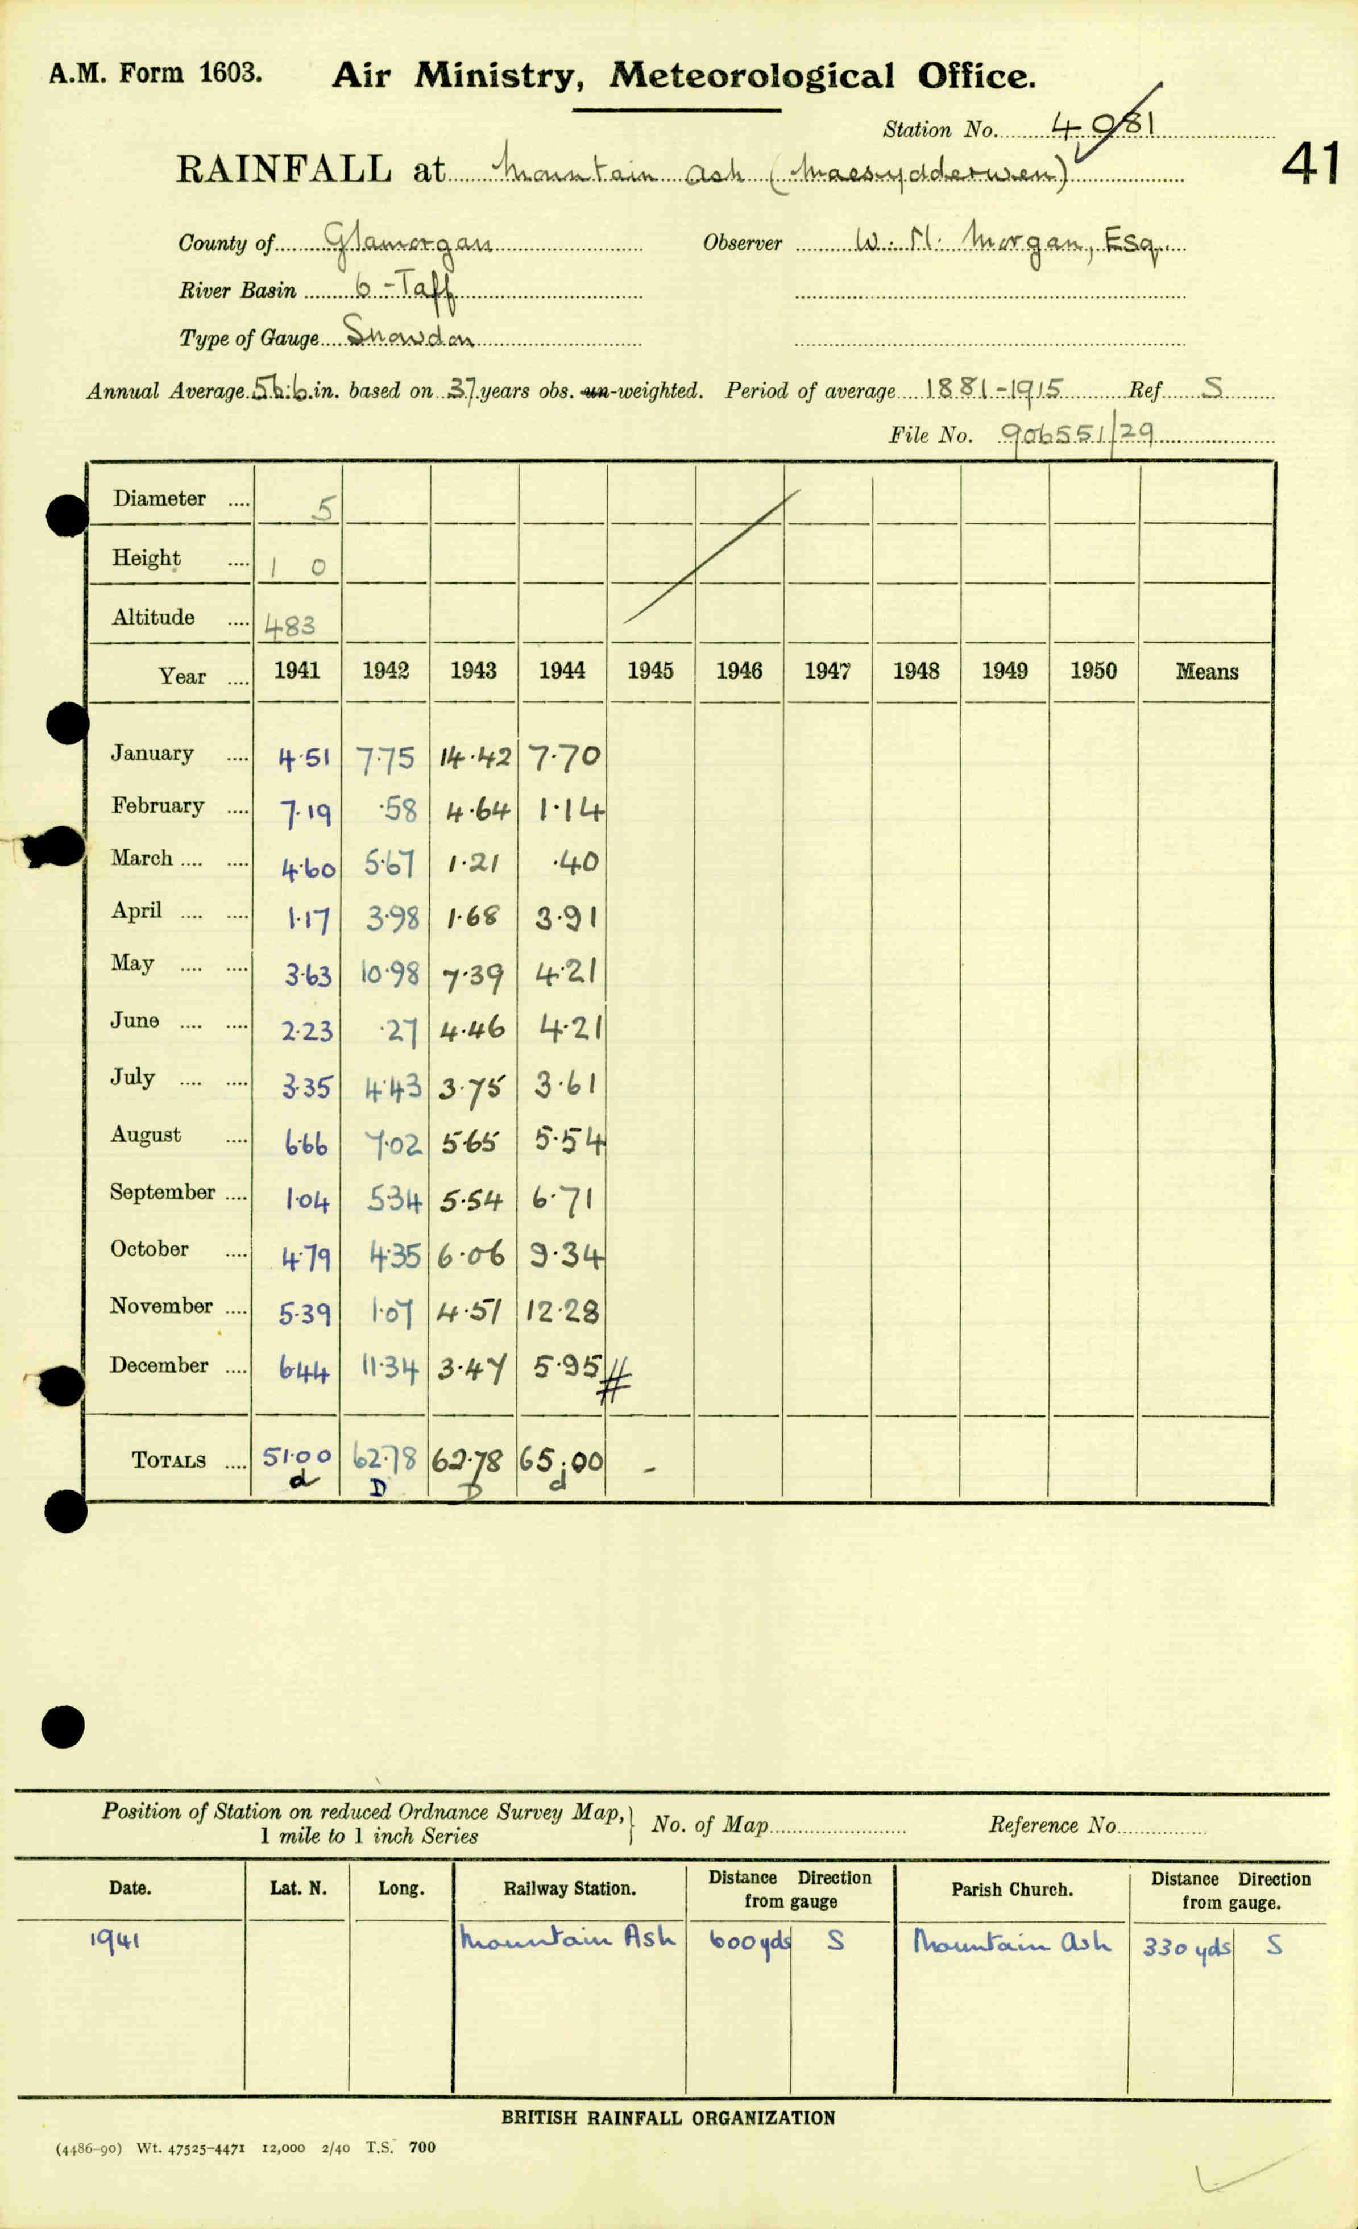 A.M. Form 1603. Air Ministry, Meteorological Office.
Station No. 4081
41
RAINFALL at Mountain Ash (Maesydderwen)
County of Glamorgan Observer W. H. Morgan, Esq.
River Basin 6-Taff
Type of Gauge Snowdon
Annual Average 56.6 in. based on 37 years obs. un-weighted. Period of average 1881-1915 Ref S
File No. 906551/29
Diameter .... 5
Height .... 1 0
Altitude .... 483
Year .... 1941 1942 1943 1944 1945 1946 1947 1948 1949 1950 Means
January .... 4.51 7.75 14.42 7.70
February .... 7.19 .58 4.64 1.14
March .... .... 4.60 5.67 1.21 .40
April .... .... 1.17 3.98 1.68 3.91
May .... .... 3.63 10.98 7.39 4.21
June .... .... 2.23 .27 4.46 4.21
July .... .... 3.35 4.43 3.75 3.61
August .... 6.66 7.02 5.65 5.54
September .... 1.04 5.34 5.54 6.71
October .... 4.79 4.35 6.06 9.34
November .... 5.39 1.07 4.51 12.28
December .... 6.44 11.34 3.47 5.95 #
TOTALS .... 51.00 62.78 62.78 65.00 -
d D D d
Position of Station on reduced Ordnance Survey Map,
1 mile to 1 inch Series } No. of Map Reference No.
Date. Lat. N. Long. Railway Station. Distance Direction from gauge Parish Church. Distance Direction from gauge.
1941 Mountain Ash 600 yds S Mountain Ash 330 yds S
BRITISH RAINFALL ORGANIZATION
(4486-90) Wt. 47525-4471 12,000 2/40 T.S. 700